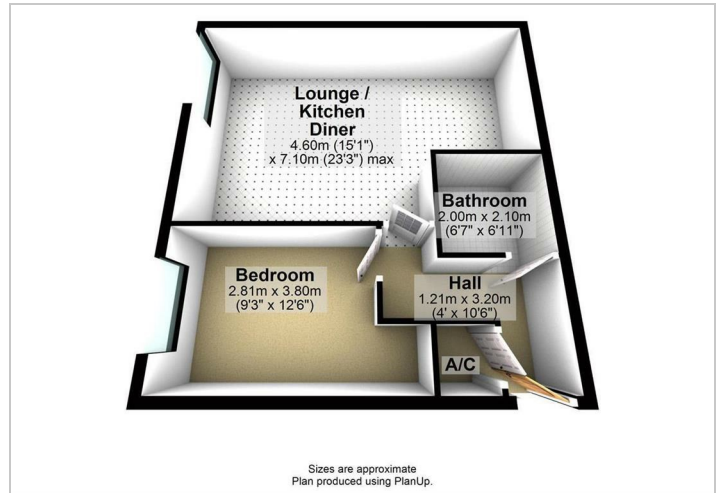 Lounge /
Kitchen
Diner
4.60m (15'1")
x 7.10m (23'3") max
Bathroom
2.00m x 2.10m
(6'7" x 6'11")
Bedroom
2.81m x 3.80m
(9'3" x 12'6")
Hall
1.21m x 3.20m
(4' x 10'6")
A/C
Sizes are approximate
Plan produced using PlanUp.